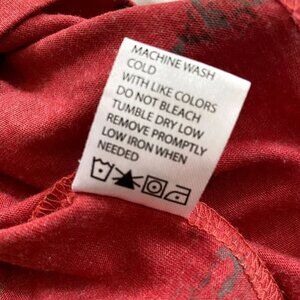 MACHINE WASH
COLD
WITH LIKE COLORS
DO NOT BLEACH
TUMBLE DRY LOW
REMOVE PROMPTLY
LOW IRON WHEN
NEEDED